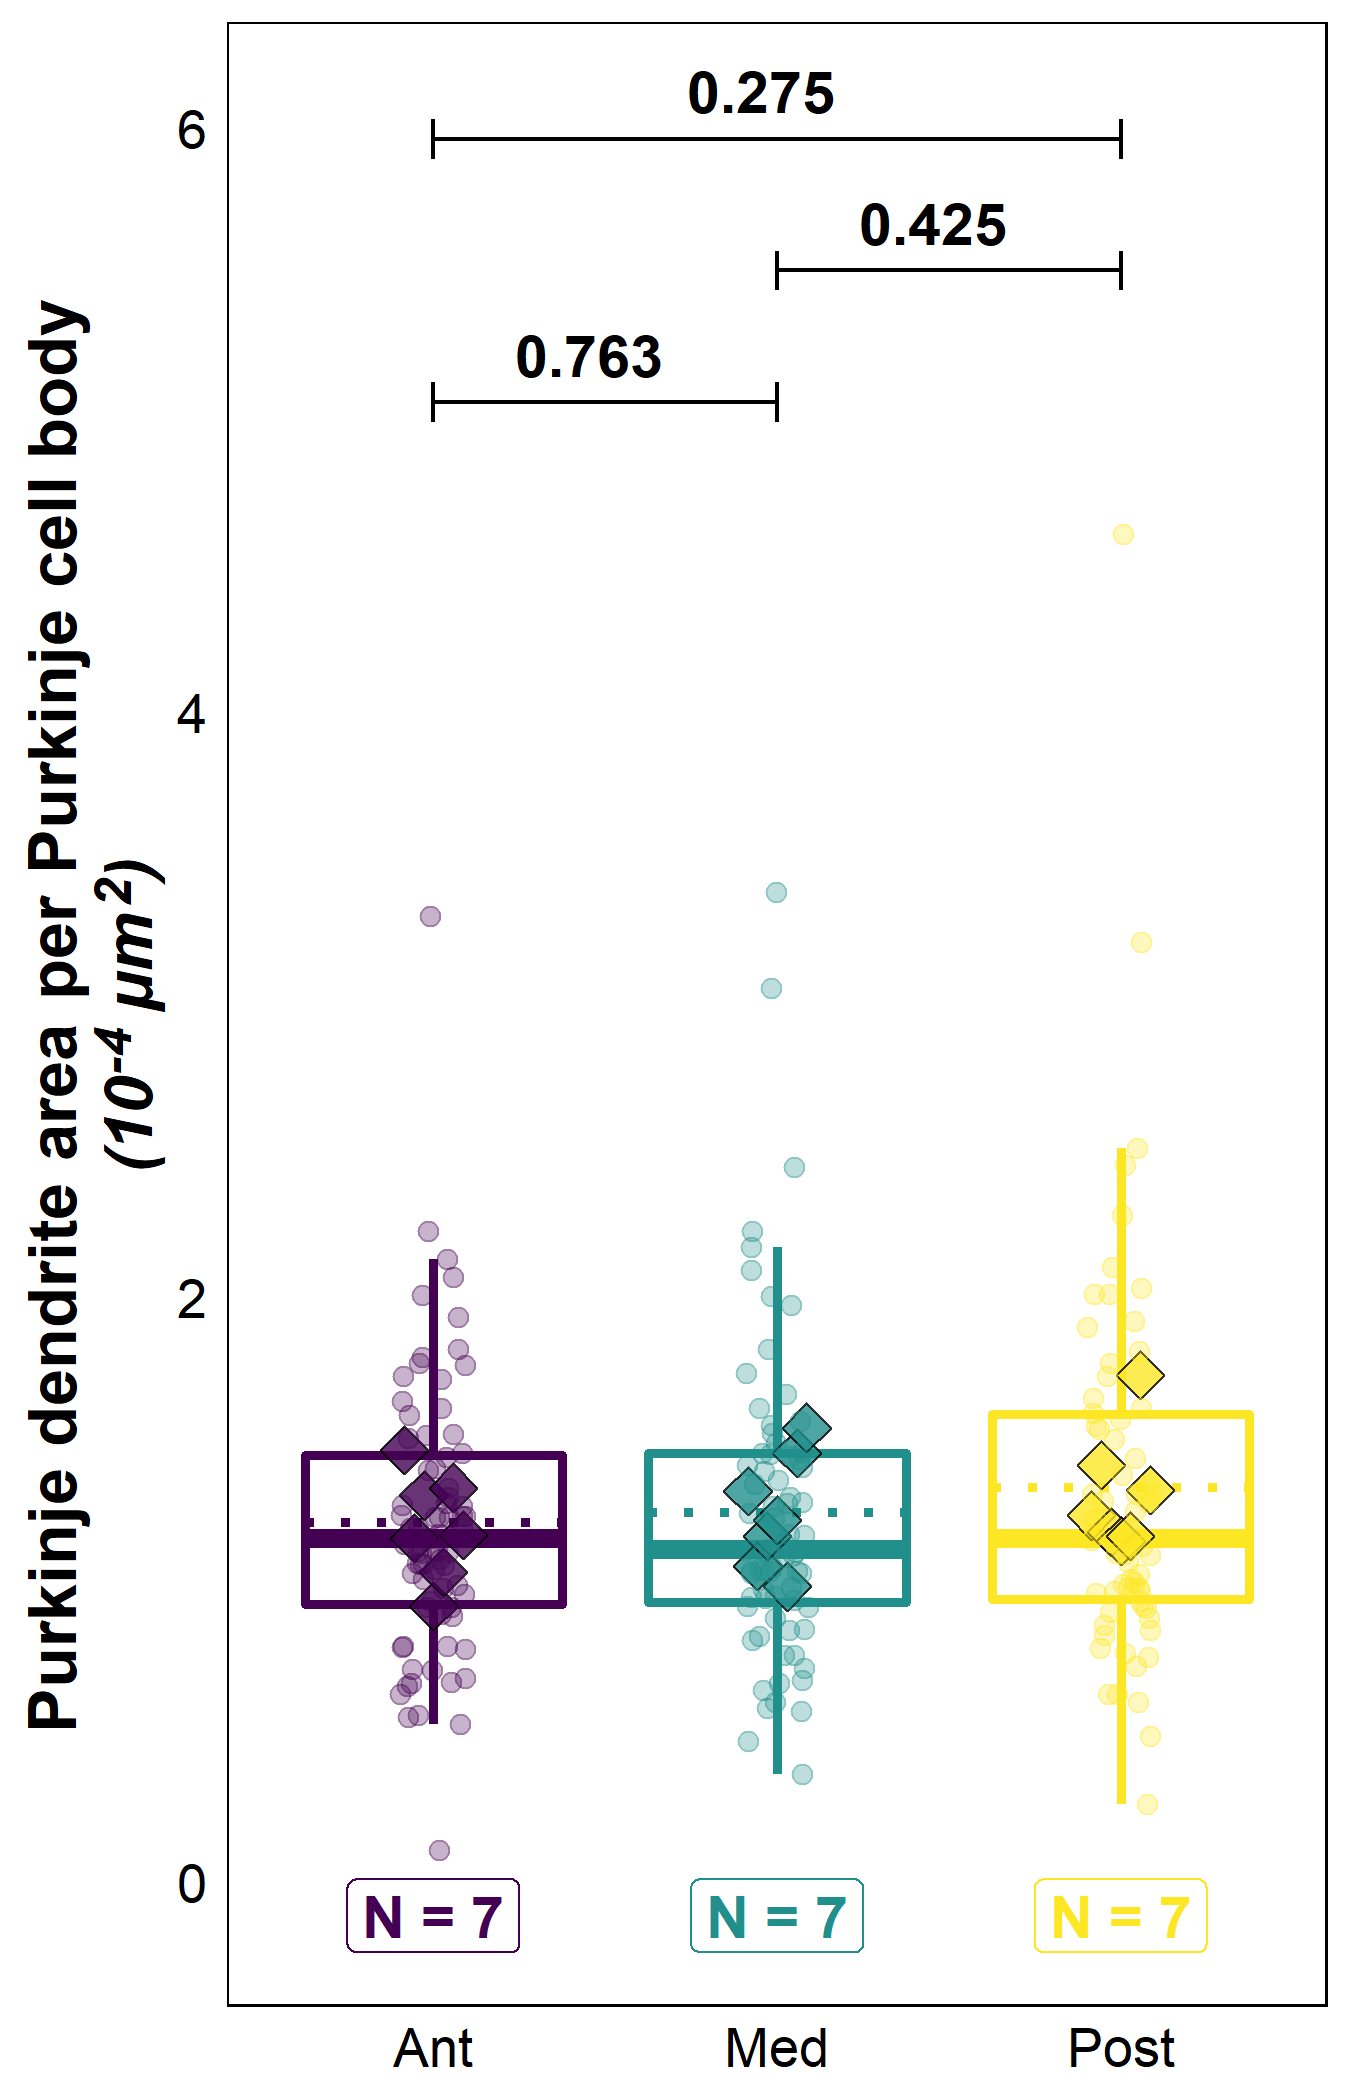 Purkinje dendrite area per Purkinje cell body
(10⁻⁴ µm²)
6
4
2
0
0.275
0.425
0.763
N = 7
N = 7
N = 7
Ant
Med
Post